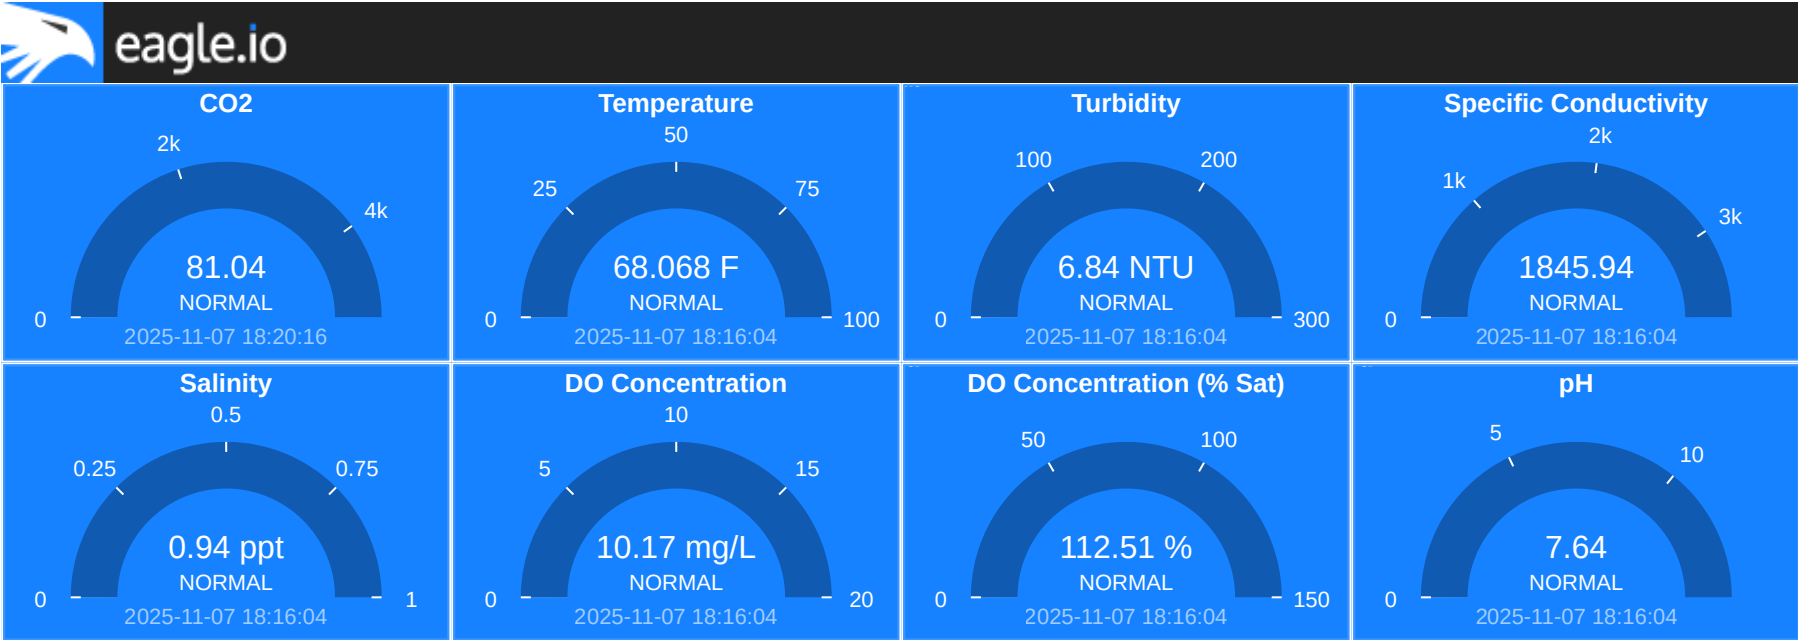 eagle.io
CO2
2k
4k
81.04
NORMAL
0
2025-11-07 18:20:16
Temperature
50
25
75
68.068 F
NORMAL
0
100
2025-11-07 18:16:04
Turbidity
100
200
6.84 NTU
NORMAL
0
300
2025-11-07 18:16:04
Specific Conductivity
2k
1k
3k
1845.94
NORMAL
0
2025-11-07 18:16:04
Salinity
0.5
0.25
0.75
0.94 ppt
NORMAL
0
1
2025-11-07 18:16:04
DO Concentration
10
5
15
10.17 mg/L
NORMAL
0
20
2025-11-07 18:16:04
DO Concentration (% Sat)
50
100
112.51 %
NORMAL
0
150
2025-11-07 18:16:04
pH
5
10
7.64
NORMAL
0
2025-11-07 18:16:04